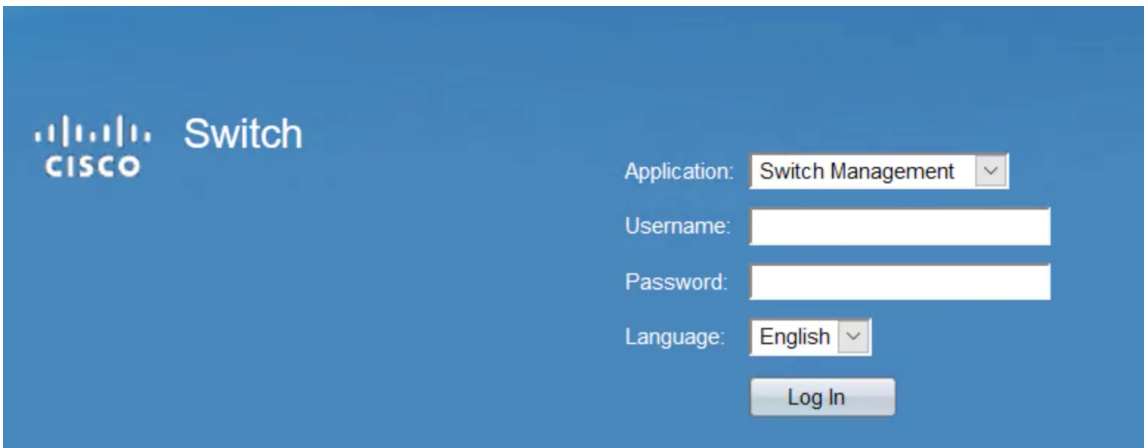 CISCO
Switch
Application: Switch Management
Username:
Password:
Language: English
Log In